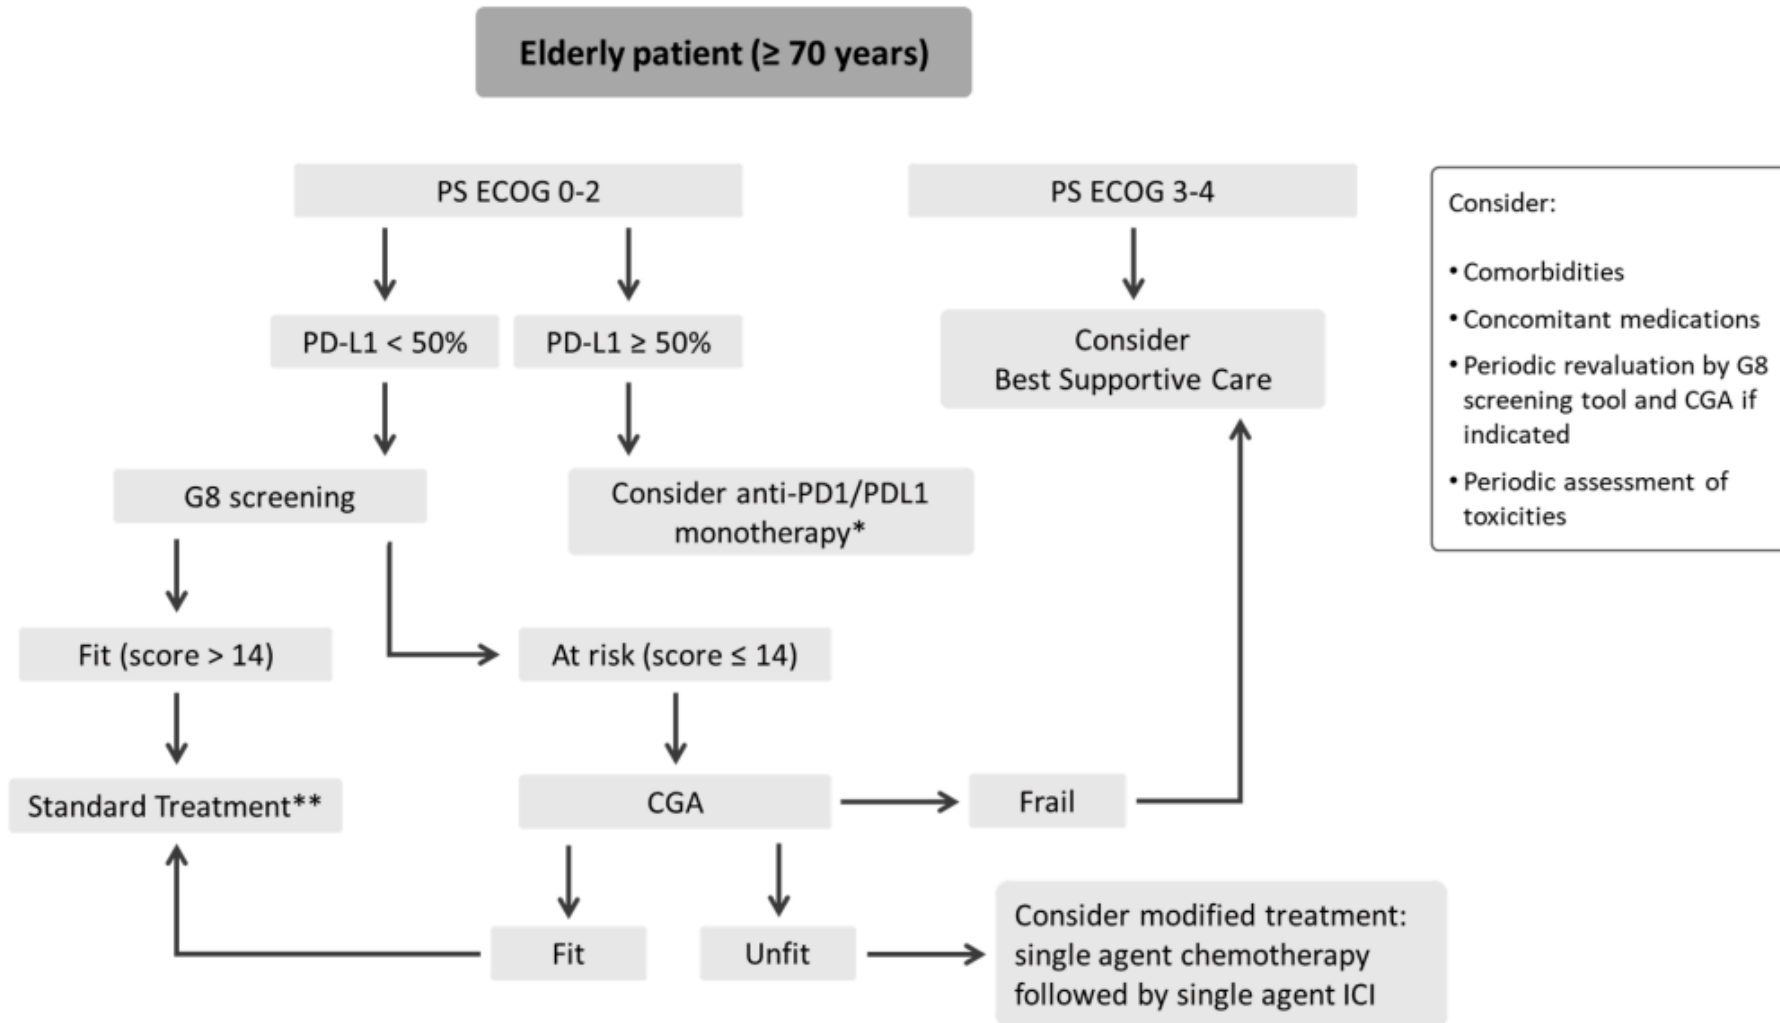 Elderly patient (≥ 70 years)
PS ECOG 0-2
PS ECOG 3-4
PD-L1 < 50%
PD-L1 ≥ 50%
Consider
Best Supportive Care
G8 screening
Consider anti-PD1/PDL1
monotherapy*
Fit (score > 14)
At risk (score ≤ 14)
Standard Treatment**
CGA
Frail
Fit
Unfit
Consider modified treatment:
single agent chemotherapy
followed by single agent ICI
Consider:
• Comorbidities
• Concomitant medications
• Periodic revaluation by G8
screening tool and CGA if
indicated
• Periodic assessment of
toxicities